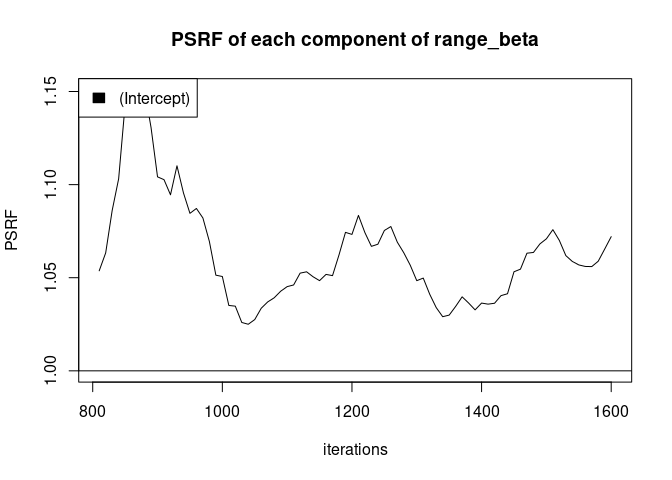 PSRF of each component of range_beta
(Intercept)
PSRF
1.15
1.10
1.05
1.00
800 1000 1200 1400 1600
iterations